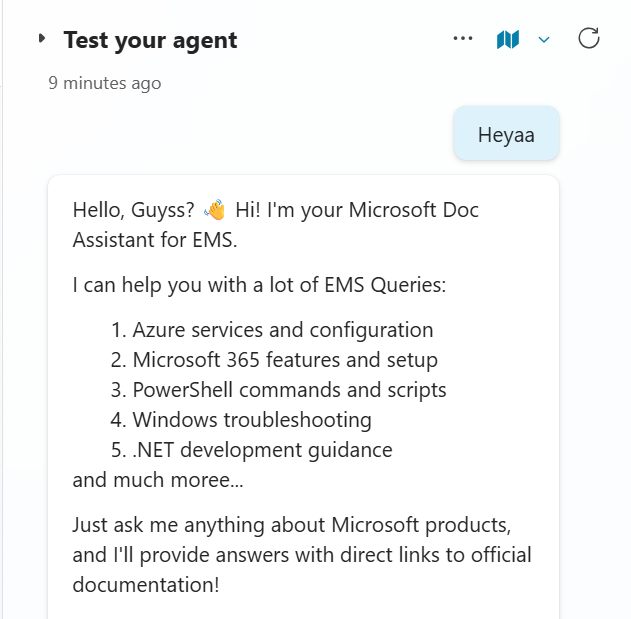 Test your agent
9 minutes ago
Heyaa
Hello, Guyss? 👋 Hi! I'm your Microsoft Doc
Assistant for EMS.
I can help you with a lot of EMS Queries:
1. Azure services and configuration
2. Microsoft 365 features and setup
3. PowerShell commands and scripts
4. Windows troubleshooting
5. .NET development guidance
and much moree...
Just ask me anything about Microsoft products,
and I'll provide answers with direct links to official
documentation!